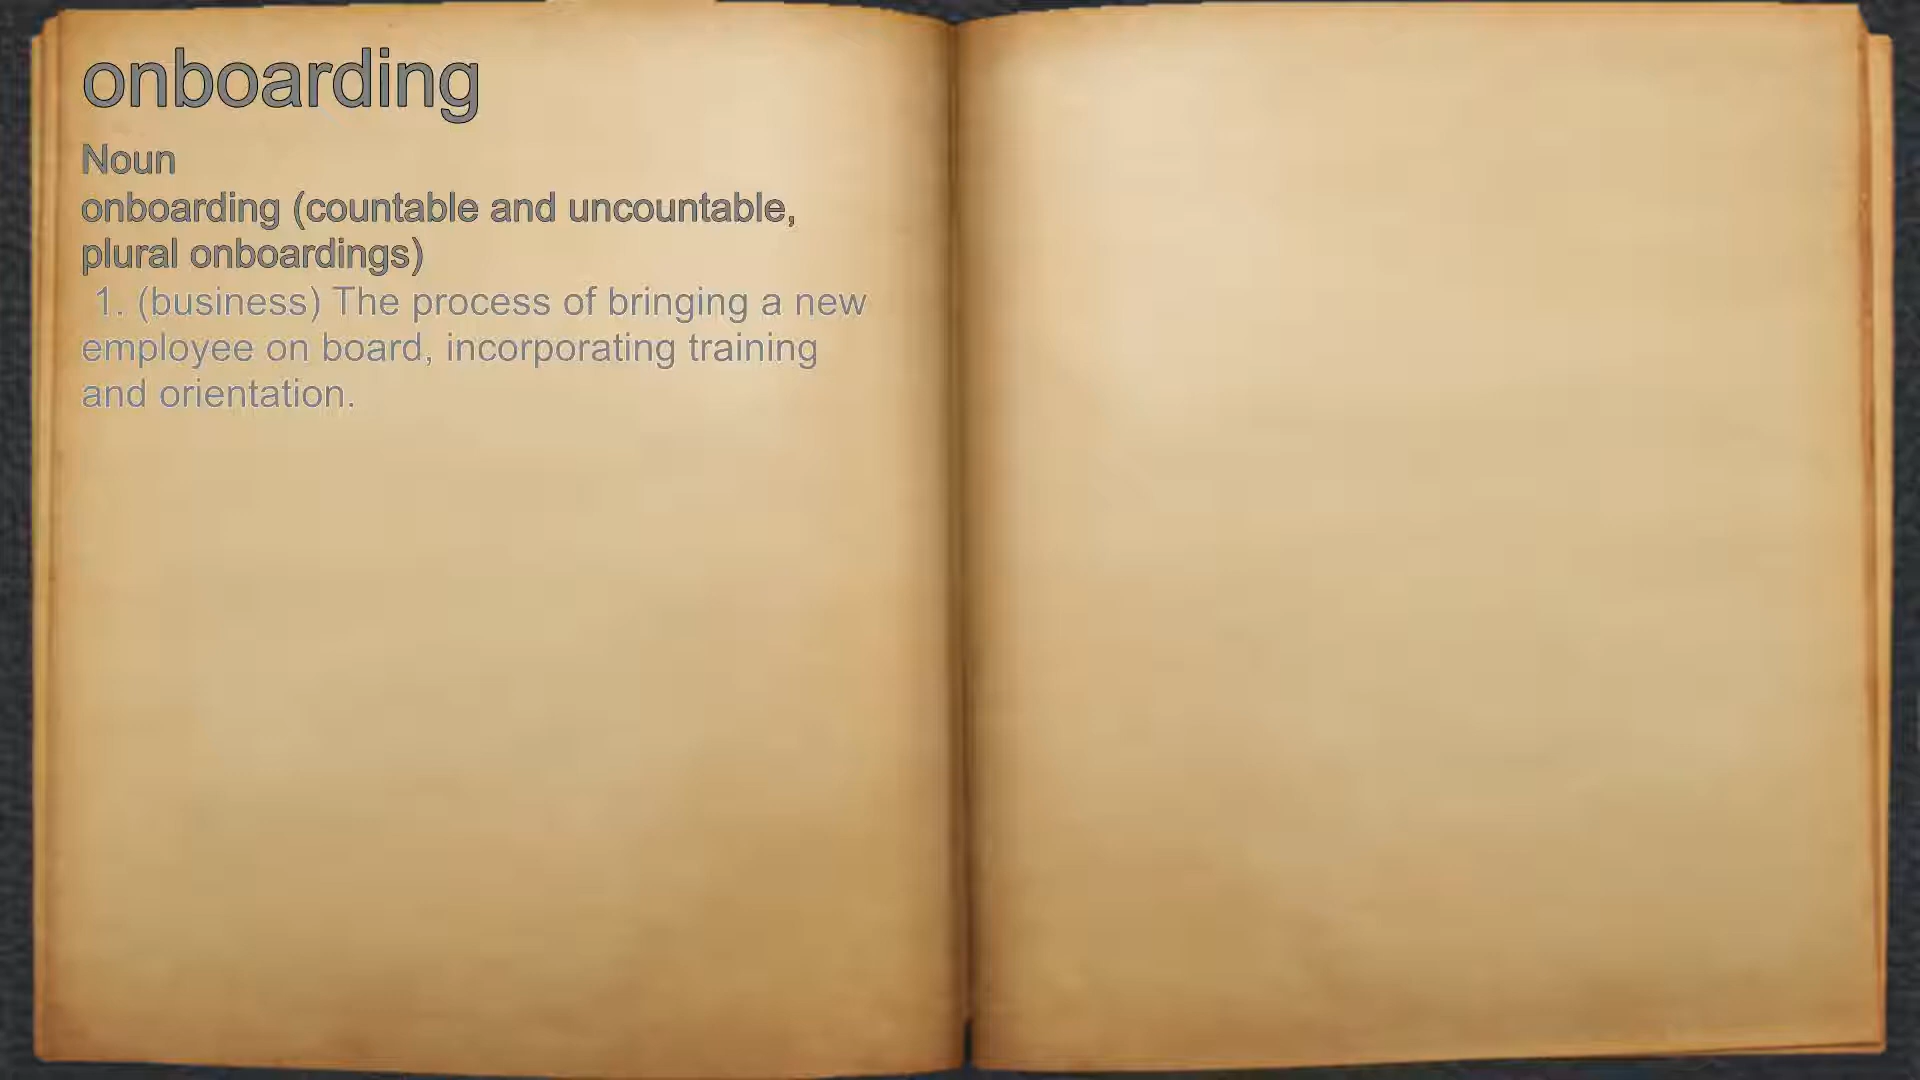 onboarding
Noun
onboarding (countable and uncountable,
plural onboardings)
1. (business) The process of bringing a new
employee on board, incorporating training
and orientation.